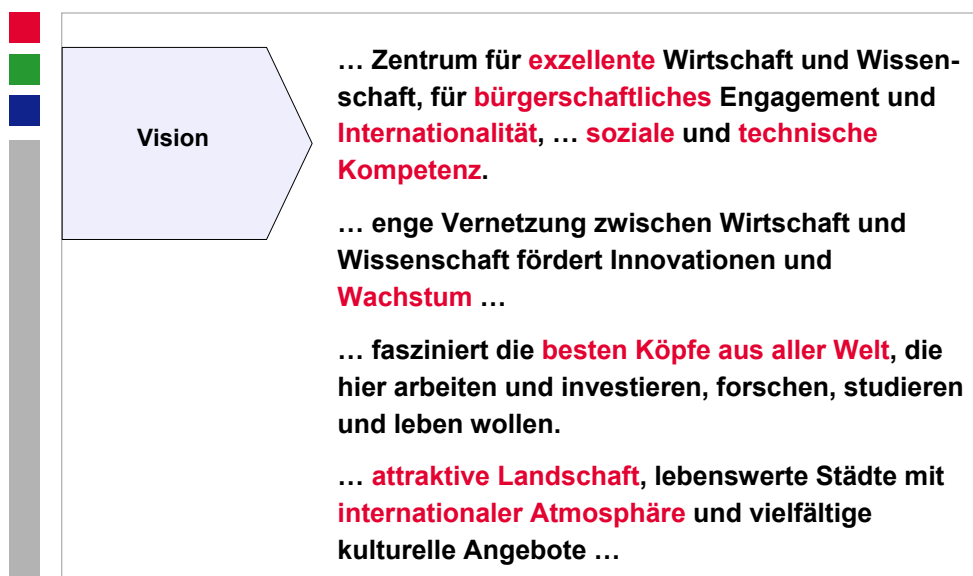 Vision
… Zentrum für exzellente Wirtschaft und Wissen-
schaft, für bürgerschaftliches Engagement und
Internationalität, … soziale und technische
Kompetenz.
… enge Vernetzung zwischen Wirtschaft und
Wissenschaft fördert Innovationen und
Wachstum …
… fasziniert die besten Köpfe aus aller Welt, die
hier arbeiten und investieren, forschen, studieren
und leben wollen.
… attraktive Landschaft, lebenswerte Städte mit
internationaler Atmosphäre und vielfältige
kulturelle Angebote …